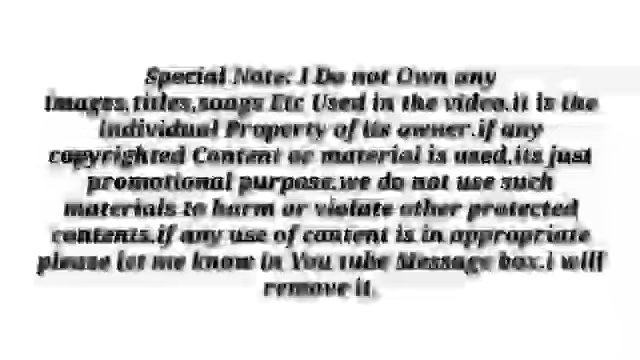 Special Note: I Do not Own any
images,titles,songs Etc Used in the video.it is the
individual Property of its owner.if any
copyrighted Content or material is used,its just
promotional purpose.we do not use such
materials to harm or violate other protected
contents.if any use of content is in appropriate
please let me know in You tube Message box.i will
remove it.